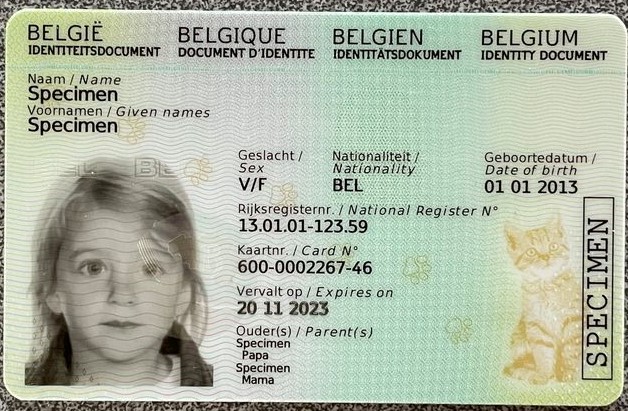 BELGIË BELGIQUE BELGIEN BELGIUM
IDENTITEITSDOCUMENT DOCUMENT D'IDENTITE IDENTITÄTSDOKUMENT IDENTITY DOCUMENT
Naam / Name
Specimen
Voornamen / Given names
Specimen
Geslacht / Nationaliteit / Geboortedatum /
Sex Nationality Date of birth
V/F BEL 01 01 2013
Rijksregisternr. / National Register N°
13.01.01-123.59
Kaartnr. / Card N°
600-0002267-46
Vervalt op / Expires on
20 11 2023
Ouder(s) / Parent(s)
Specimen
Papa
Specimen
Mama
SPECIMEN